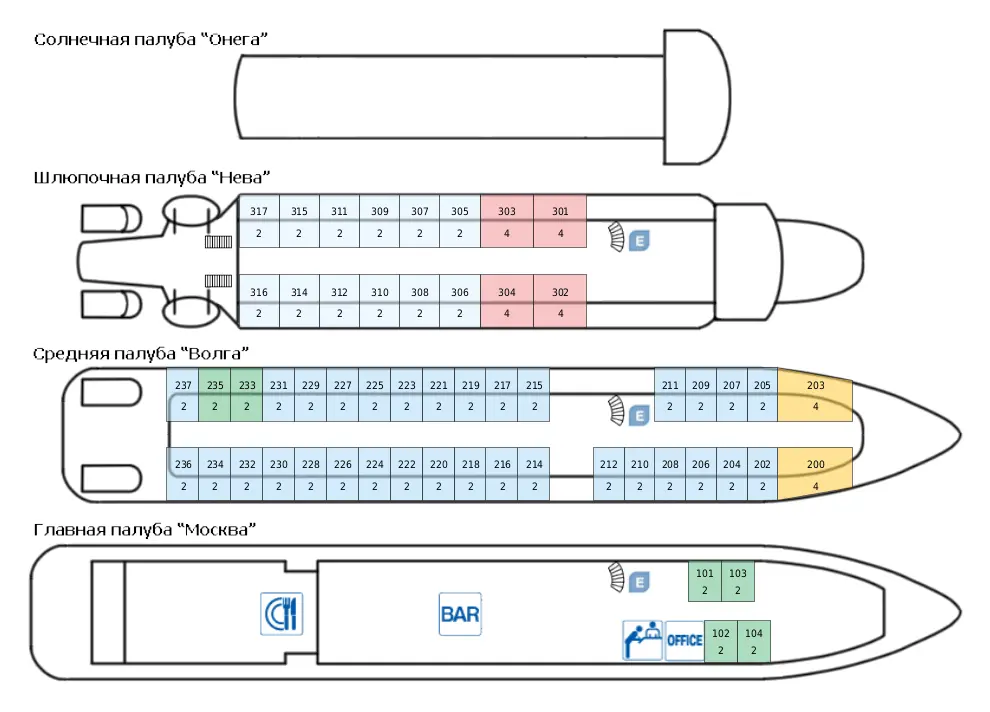 Солнечная палуба "Онега"
Шлюпочная палуба "Нева"
317 315 311 309 307 305 303 301
2 2 2 2 2 2 4 4
E
316 314 312 310 308 306 304 302
2 2 2 2 2 2 4 4
Средняя палуба "Волга"
237 235 233 231 229 227 225 223 221 219 217 215 211 209 207 205 203
2 2 2 2 2 2 2 2 2 2 2 2 2 2 2 2 4
E
236 234 232 230 228 226 224 222 220 218 216 214 212 210 208 206 204 202 200
2 2 2 2 2 2 2 2 2 2 2 2 2 2 2 2 2 2 4
Главная палуба "Москва"
101 103
2 2
E
BAR
OFFICE
102 104
2 2